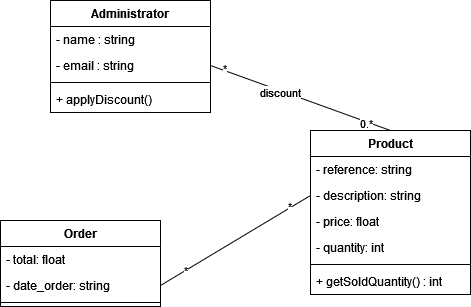 Administrator
- name : string
- email : string
+ applyDiscount()
*
discount
0.*
Product
- reference: string
- description: string
- price: float
- quantity: int
+ getSoldQuantity() : int
*
*
Order
- total: float
- date_order: string